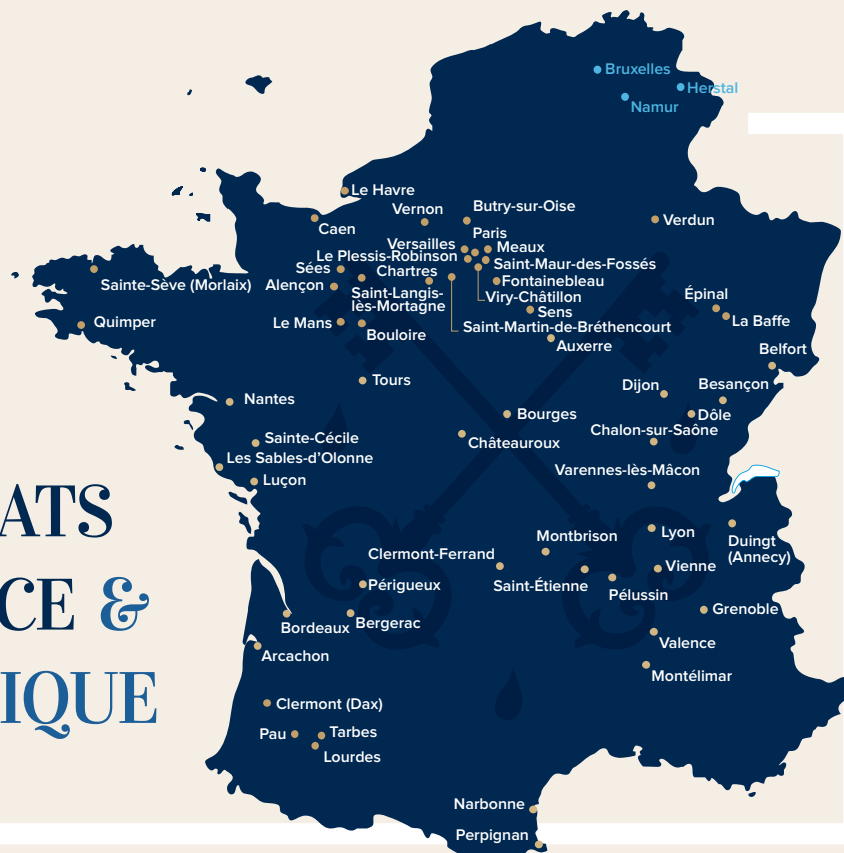 Bruxelles
Herstal
Namur
Le Havre
Butry-sur-Oise
Vernon
Verdun
Caen
Paris
Versailles
Meaux
Le Plessis-Robinson
Saint-Maur-des-Fossés
Sées
Chartres
Sainte-Sève (Morlaix)
Alençon
Fontainebleau
Saint-Langis-
lès-Mortagne
Viry-Châtillon
Épinal
Sens
Quimper
Le Mans
Saint-Martin-de-Bréthencourt
La Baffe
Bouloire
Auxerre
Belfort
Tours
Dijon
Besançon
Nantes
Bourges
Dôle
Chalon-sur-Saône
Sainte-Cécile
Châteauroux
Les Sables-d'Olonne
Varennes-lès-Mâcon
Luçon
ATS
Montbrison
Lyon
Duingt
(Annecy)
Clermont-Ferrand
Vienne
Périgueux
Saint-Étienne
Pélussin
CE &
Grenoble
Bordeaux
Bergerac
Valence
Arcachon
Montélimar
IQUE
Clermont (Dax)
Pau
Tarbes
Lourdes
Narbonne
Perpignan